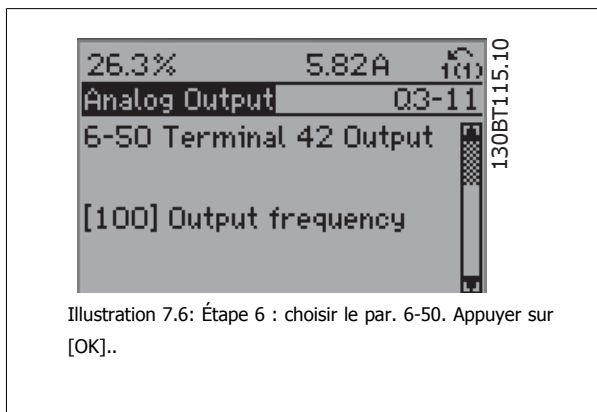 26.3% 5.82A 1(1)
Analog Output Q3-11
6-50 Terminal 42 Output
[100] Output frequency
130BT115.10
Illustration 7.6: Étape 6 : choisir le par. 6-50. Appuyer sur
[OK]..